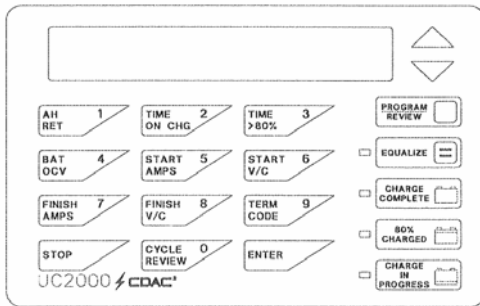 AH RET 1
TIME ON CHG 2
TIME >80% 3
PROGRAM REVIEW
BAT OCV 4
START AMPS 5
START V/C 6
EQUALIZE
FINISH AMPS 7
FINISH V/C 8
TERM CODE 9
CHARGE COMPLETE
STOP
CYCLE REVIEW 0
ENTER
80% CHARGED
CHARGE IN PROGRESS
UC2000 CDAC³